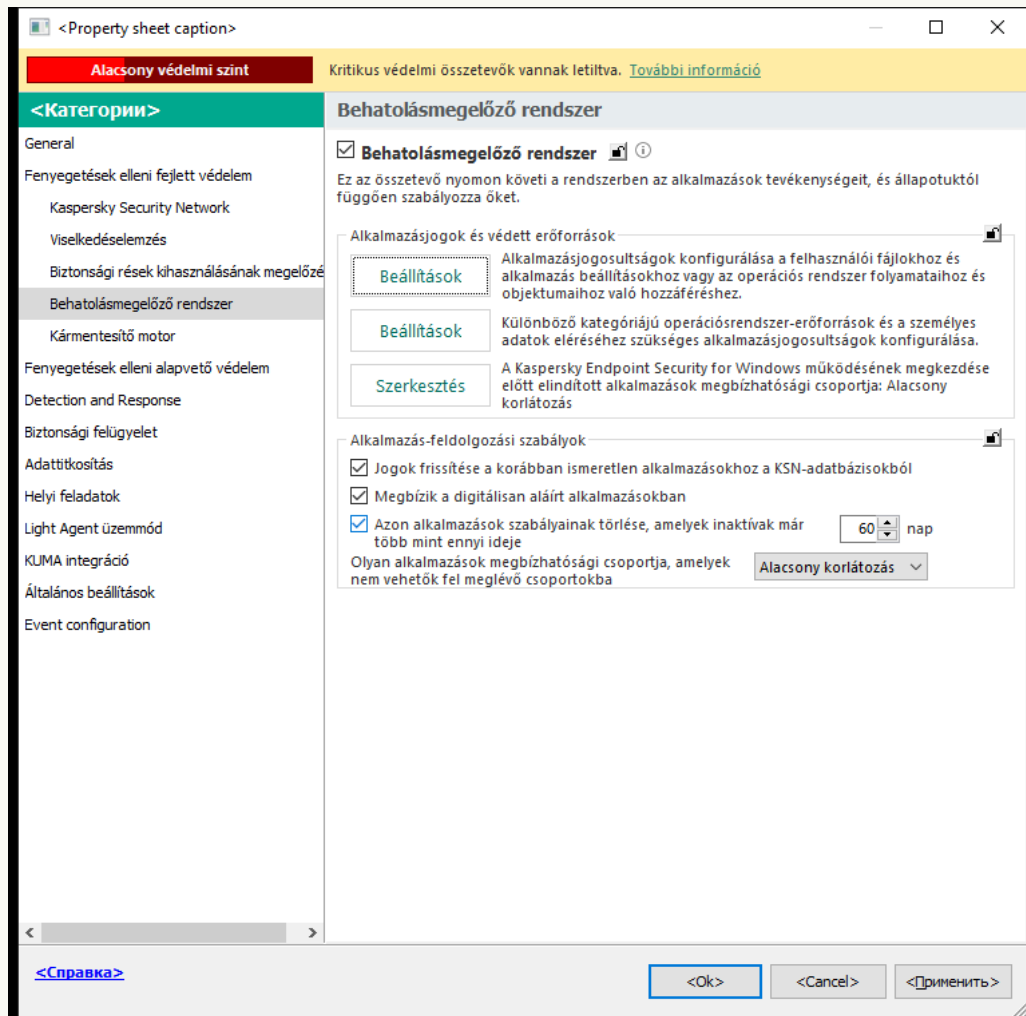 <Property sheet caption>
Alacsony védelmi szint
Kritikus védelmi összetevők vannak letiltva. További információ
<Категории>
General
Fenyegetések elleni fejlett védelem
Kaspersky Security Network
Viselkedéselemzés
Biztonsági rések kihasználásának megelőzé
Behatolásmegelőző rendszer
Kármentesítő motor
Fenyegetések elleni alapvető védelem
Detection and Response
Biztonsági felügyelet
Adattitkosítás
Helyi feladatok
Light Agent üzemmód
KUMA integráció
Általános beállítások
Event configuration
Behatolásmegelőző rendszer
Behatolásmegelőző rendszer
Ez az összetevő nyomon követi a rendszerben az alkalmazások tevékenységeit, és állapotuktól
függően szabályozza őket.
Alkalmazásjogok és védett erőforrások
Beállítások
Alkalmazásjogosultságok konfigurálása a felhasználói fájlokhoz és
alkalmazás beállításokhoz vagy az operációs rendszer folyamataihoz és
objektumaihoz való hozzáféréshez.
Beállítások
Különböző kategóriájú operációsrendszer-erőforrások és a személyes
adatok eléréséhez szükséges alkalmazásjogosultságok konfigurálása.
Szerkesztés
A Kaspersky Endpoint Security for Windows működésének megkezdése
előtt elindított alkalmazások megbízhatósági csoportja: Alacsony
korlátozás
Alkalmazás-feldolgozási szabályok
Jogok frissítése a korábban ismeretlen alkalmazásokhoz a KSN-adatbázisokból
Megbízik a digitálisan aláírt alkalmazásokban
Azon alkalmazások szabályainak törlése, amelyek inaktívak már
több mint ennyi ideje
60 nap
Olyan alkalmazások megbízhatósági csoportja, amelyek
nem vehetők fel meglévő csoportokba
Alacsony korlátozás
<Справка>
<Ok>
<Cancel>
<Применить>